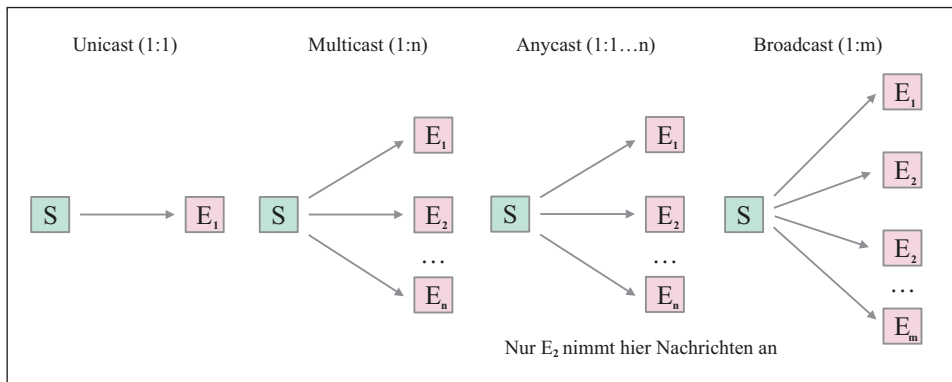 Unicast (1:1)
Multicast (1:n)
Anycast (1:1…n)
Broadcast (1:m)
S
E1
S
E1
E2
…
En
S
E1
E2
…
En
S
E1
E2
E2
…
Em
Nur E2 nimmt hier Nachrichten an